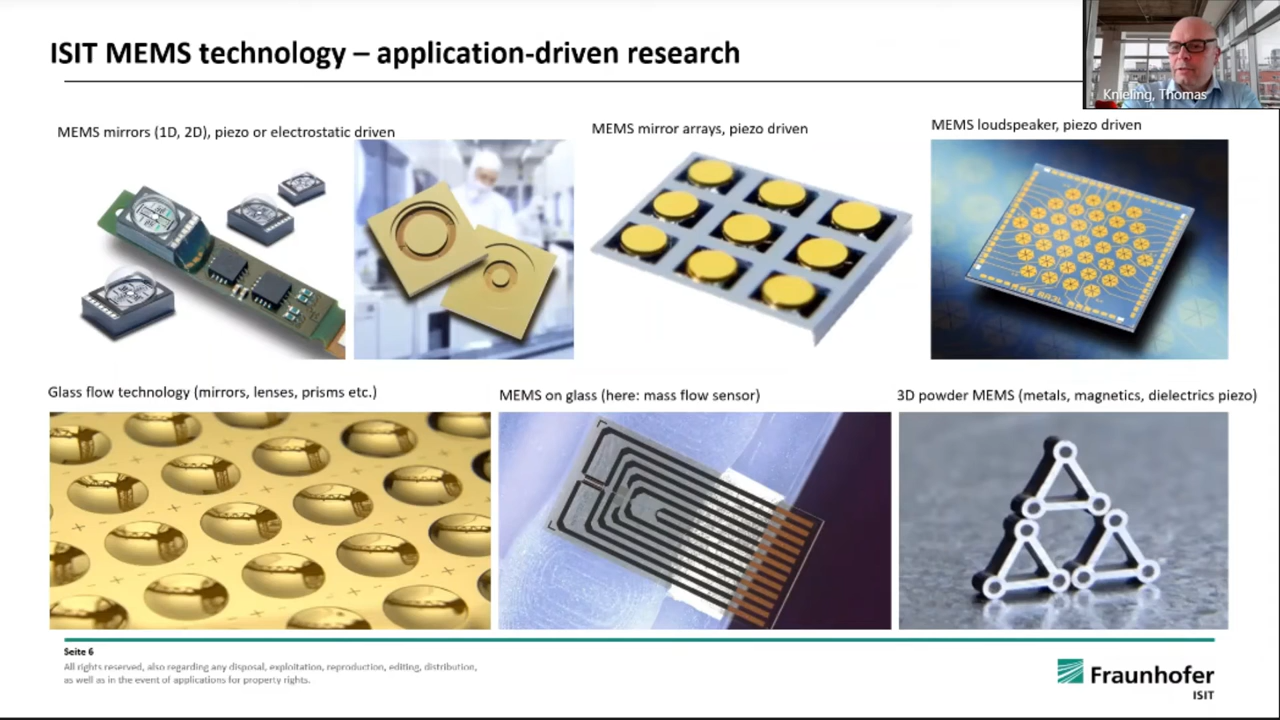 ISIT MEMS technology – application-driven research
Knieling, Thomas
MEMS mirrors (1D, 2D), piezo or electrostatic driven
MEMS mirror arrays, piezo driven
MEMS loudspeaker, piezo driven
Glass flow technology (mirrors, lenses, prisms etc.)
MEMS on glass (here: mass flow sensor)
3D powder MEMS (metals, magnetics, dielectrics piezo)
Seite 6
All rights reserved, also regarding any disposal, exploitation, reproduction, editing, distribution,
as well as in the event of applications for property rights.
Fraunhofer
ISIT